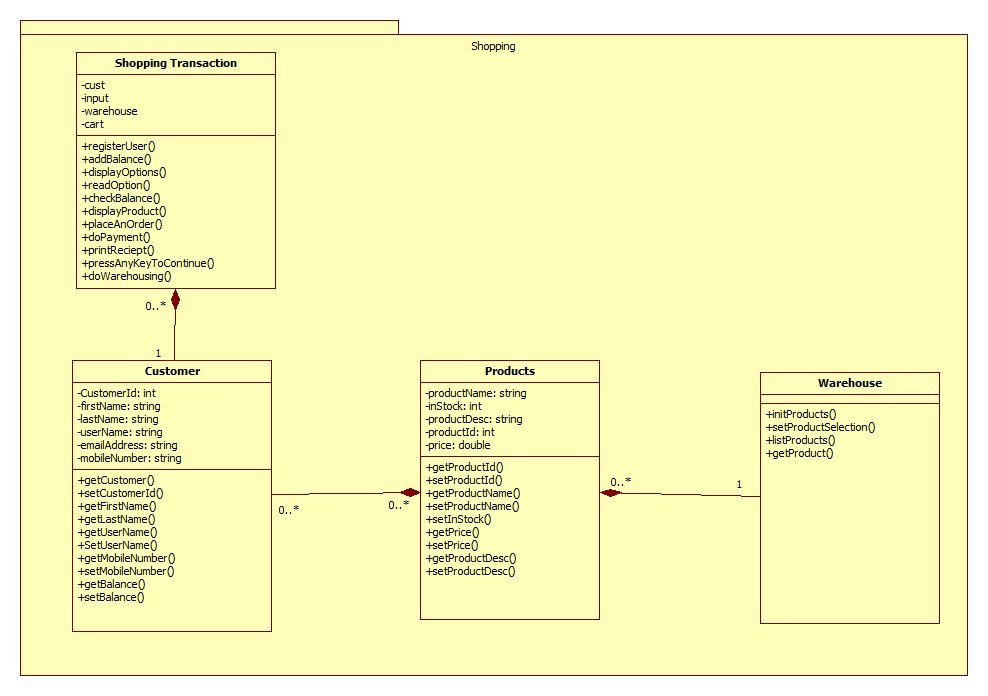 Shopping
Shopping Transaction
-cust
-input
-warehouse
-cart
+registerUser()
+addBalance()
+displayOptions()
+readOption()
+checkBalance()
+displayProduct()
+placeAnOrder()
+doPayment()
+printReciept()
+pressAnyKeyToContinue()
+doWarehousing()
0..*
1
Customer
-CustomerId: int
-firstName: string
-lastName: string
-userName: string
-emailAddress: string
-mobileNumber: string
+getCustomer()
+setCustomerId()
+getFirstName()
+getLastName()
+getUserName()
+SetUserName()
+getMobileNumber()
+setMobileNumber()
+getBalance()
+setBalance()
0..*
0..*
Products
-productName: string
-inStock: int
-productDesc: string
-productId: int
-price: double
+getProductId()
+setProductId()
+getProductName()
+setProductName()
+setInStock()
+getPrice()
+setPrice()
+getProductDesc()
+setProductDesc()
0..*
1
Warehouse
+initProducts()
+setProductSelection()
+listProducts()
+getProduct()